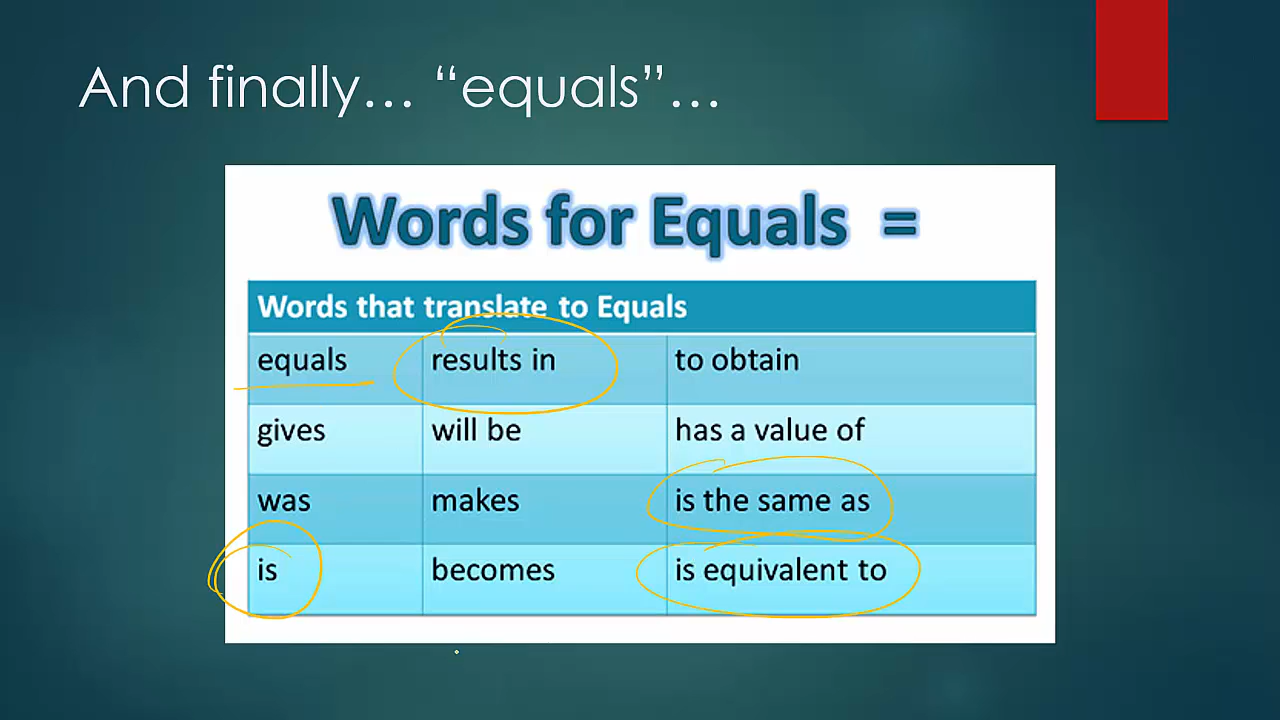 And finally… “equals”…
Words for Equals =
Words that translate to Equals
equals results in to obtain
gives will be has a value of
was makes is the same as
is becomes is equivalent to